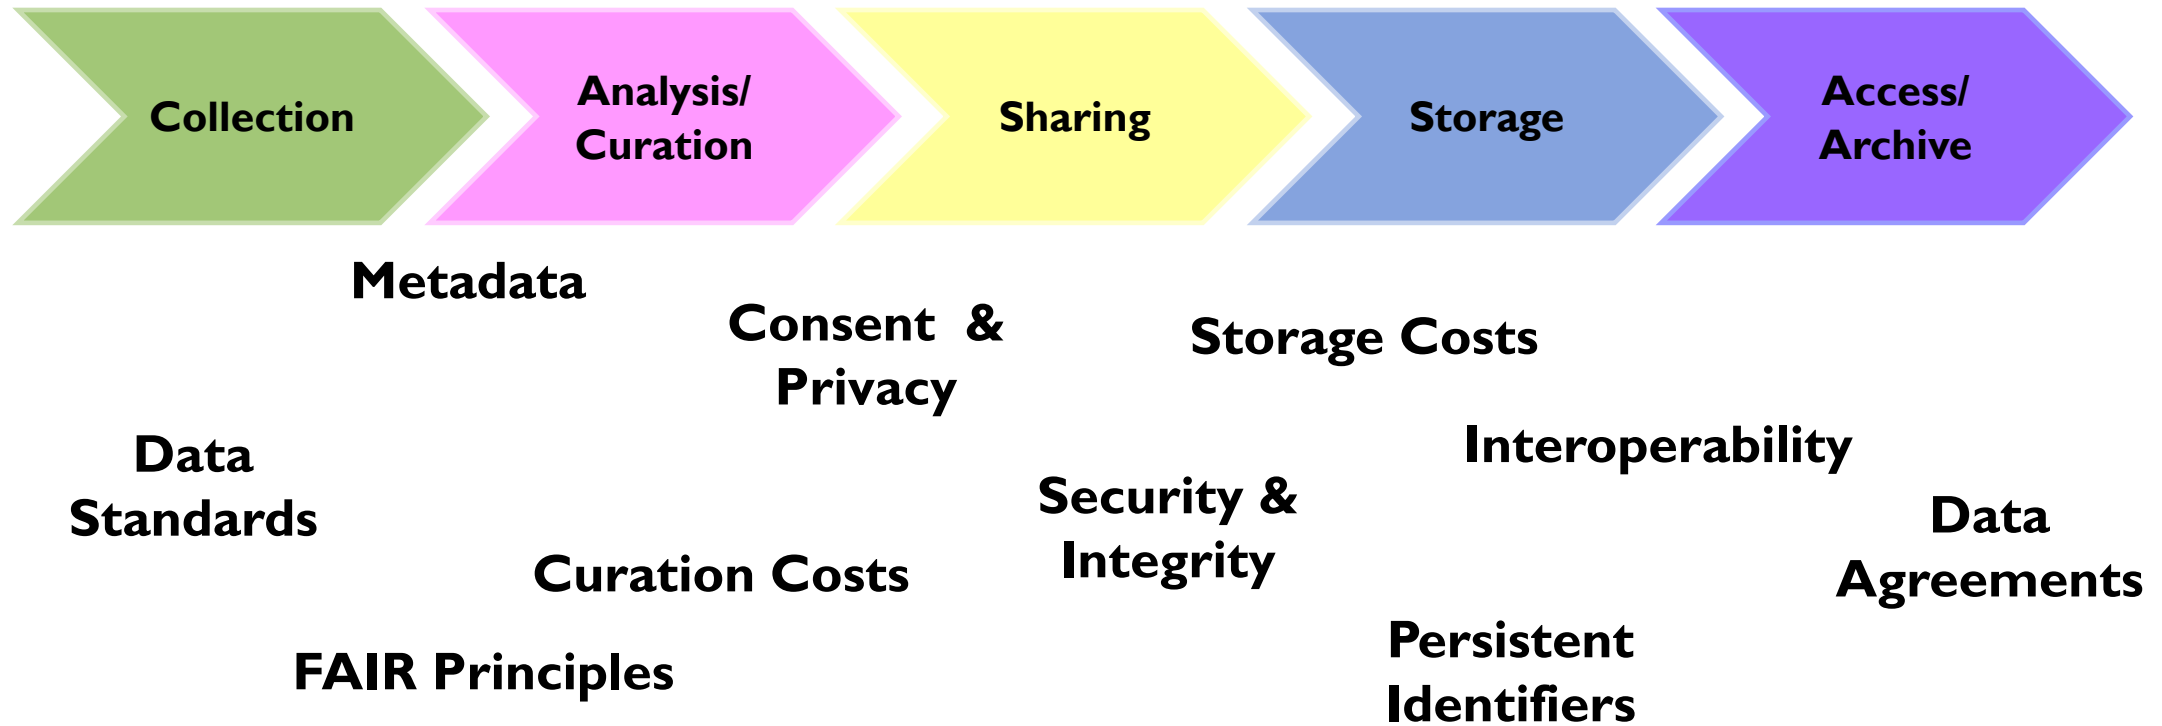 Collection
Analysis/
Curation
Sharing
Storage
Access/
Archive
Metadata
Consent  &
Privacy
Storage Costs
Data
Standards
Interoperability
Security &
Integrity
Data
Agreements
Curation Costs
FAIR Principles
Persistent
Identifiers